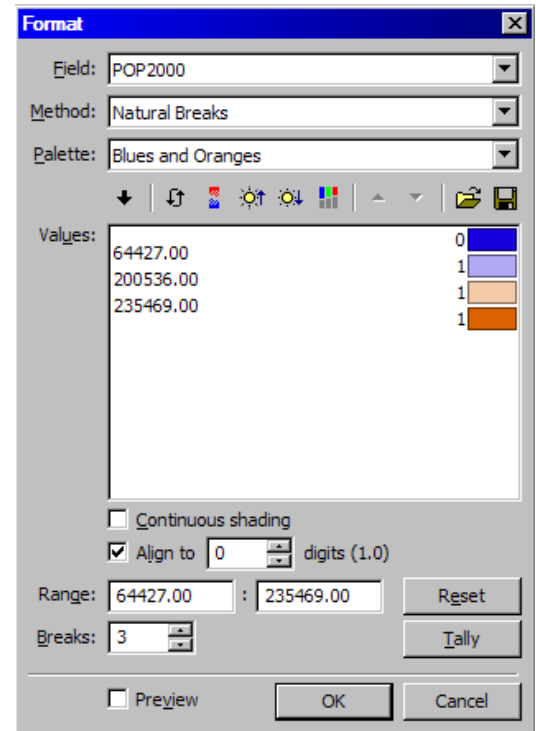 Format
Field: POP2000
Method: Natural Breaks
Palette: Blues and Oranges
Values:
0
64427.00
1
200536.00
1
235469.00
1
Continuous shading
Align to 0 digits (1.0)
Range: 64427.00 : 235469.00 Reset
Breaks: 3 Tally
Preview OK Cancel